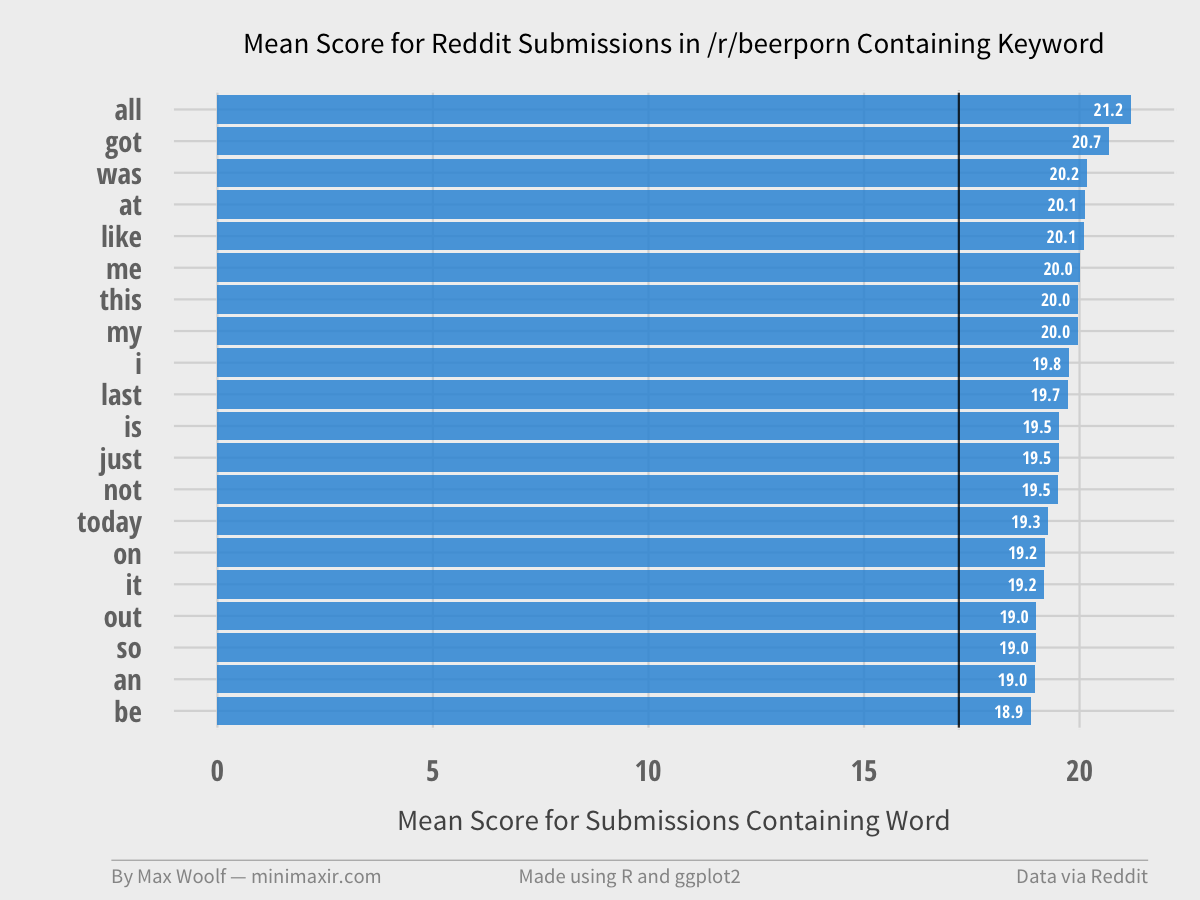 Mean Score for Reddit Submissions in /r/beerporn Containing Keyword
all 21.2
got 20.7
was 20.2
at 20.1
like 20.1
me 20.0
this 20.0
my 20.0
i 19.8
last 19.7
is 19.5
just 19.5
not 19.5
today 19.3
on 19.2
it 19.2
out 19.0
so 19.0
an 19.0
be 18.9
0 5 10 15 20
Mean Score for Submissions Containing Word
By Max Woolf — minimaxir.com Made using R and ggplot2 Data via Reddit